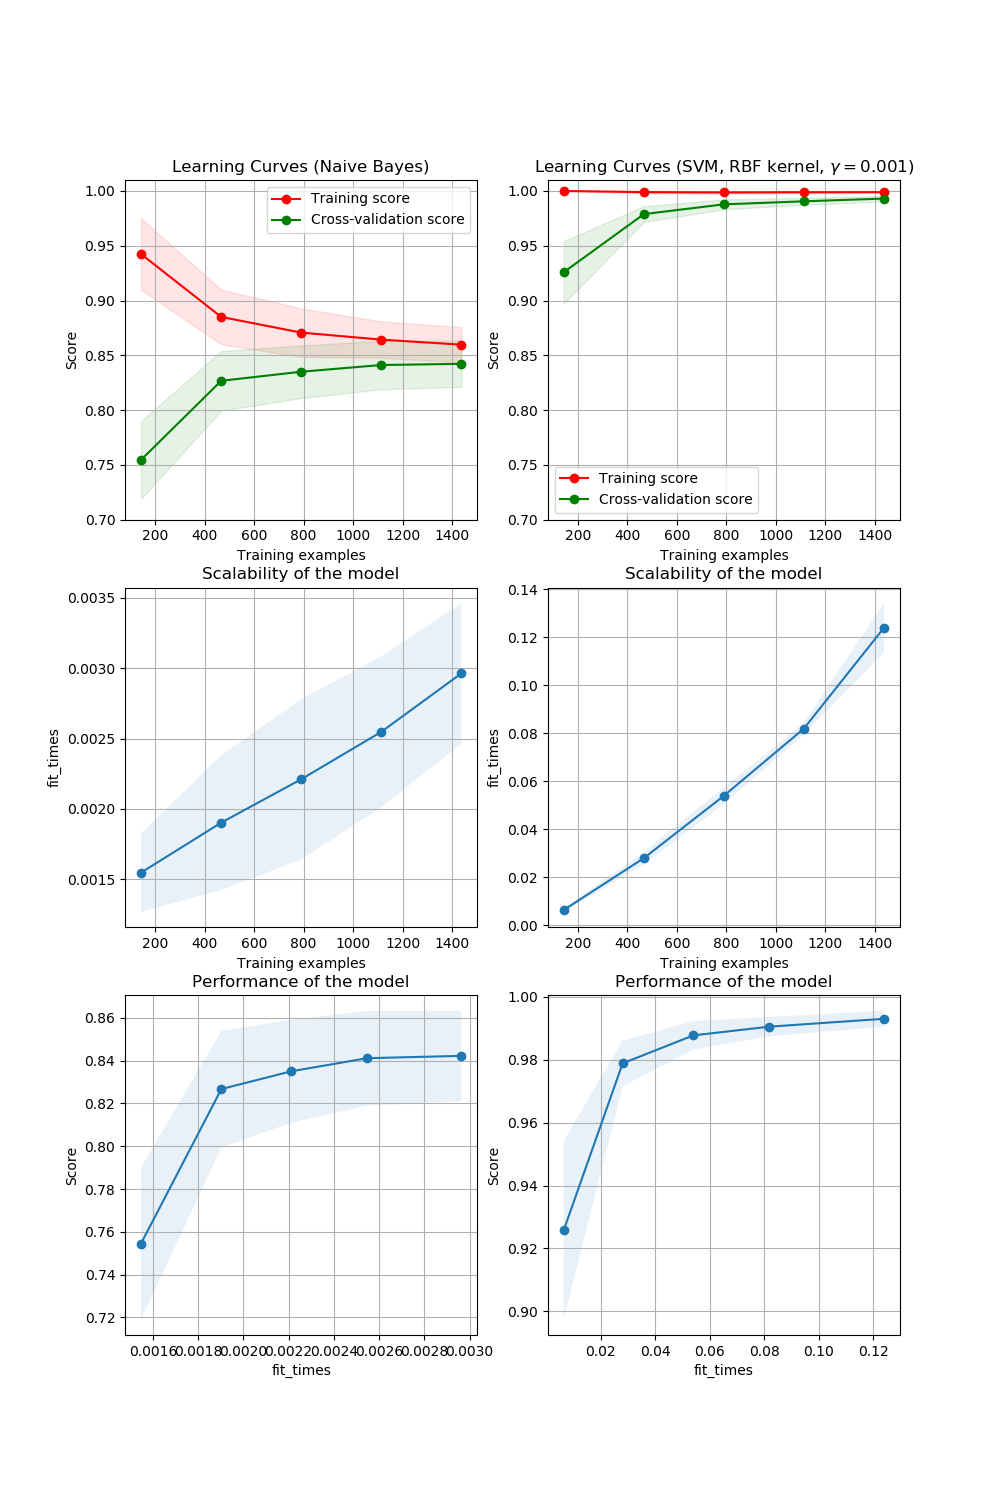 Learning Curves (Naive Bayes)
1.00
0.95
0.90
0.85
0.80
0.75
0.70
Score
Training score
Cross-validation score
200 400 600 800 1000 1200 1400
Training examples
Learning Curves (SVM, RBF kernel, γ = 0.001)
1.00
0.95
0.90
0.85
0.80
0.75
0.70
Score
Training score
Cross-validation score
200 400 600 800 1000 1200 1400
Training examples
Scalability of the model
0.0035
0.0030
0.0025
0.0020
0.0015
fit_times
200 400 600 800 1000 1200 1400
Training examples
Scalability of the model
0.14
0.12
0.10
0.08
0.06
0.04
0.02
0.00
fit_times
200 400 600 800 1000 1200 1400
Training examples
Performance of the model
0.86
0.84
0.82
0.80
0.78
0.76
0.74
0.72
Score
0.0016 0.0018 0.0020 0.0022 0.0024 0.0026 0.0028 0.0030
fit_times
Performance of the model
1.00
0.98
0.96
0.94
0.92
0.90
Score
0.02 0.04 0.06 0.08 0.10 0.12
fit_times